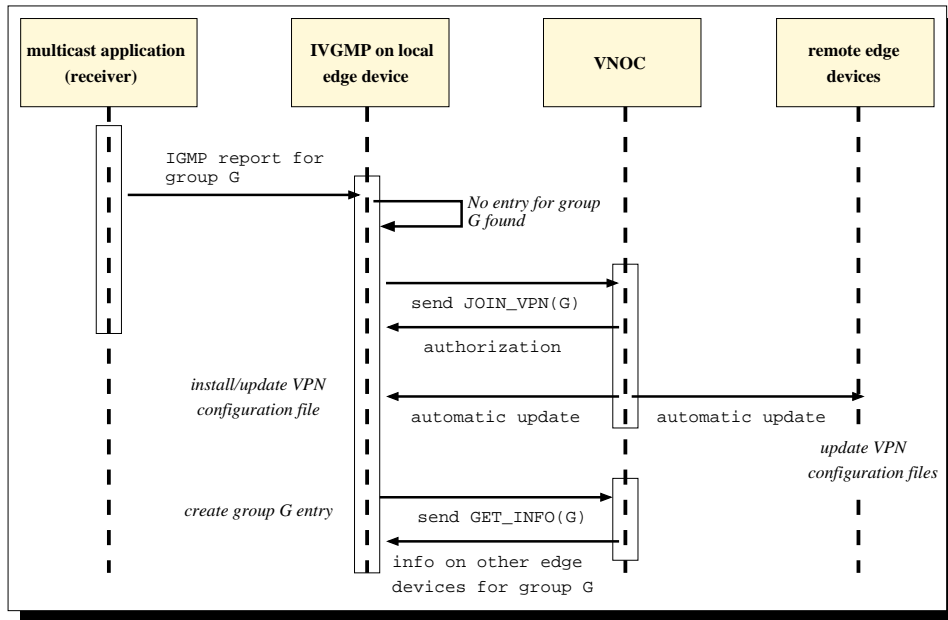 multicast application
(receiver)
IVGMP on local
edge device
VNOC
remote edge
devices
IGMP report for
group G
No entry for group
G found
send JOIN_VPN(G)
authorization
install/update VPN
configuration file
automatic update
automatic update
update VPN
configuration files
create group G entry
send GET_INFO(G)
info on other edge
devices for group G